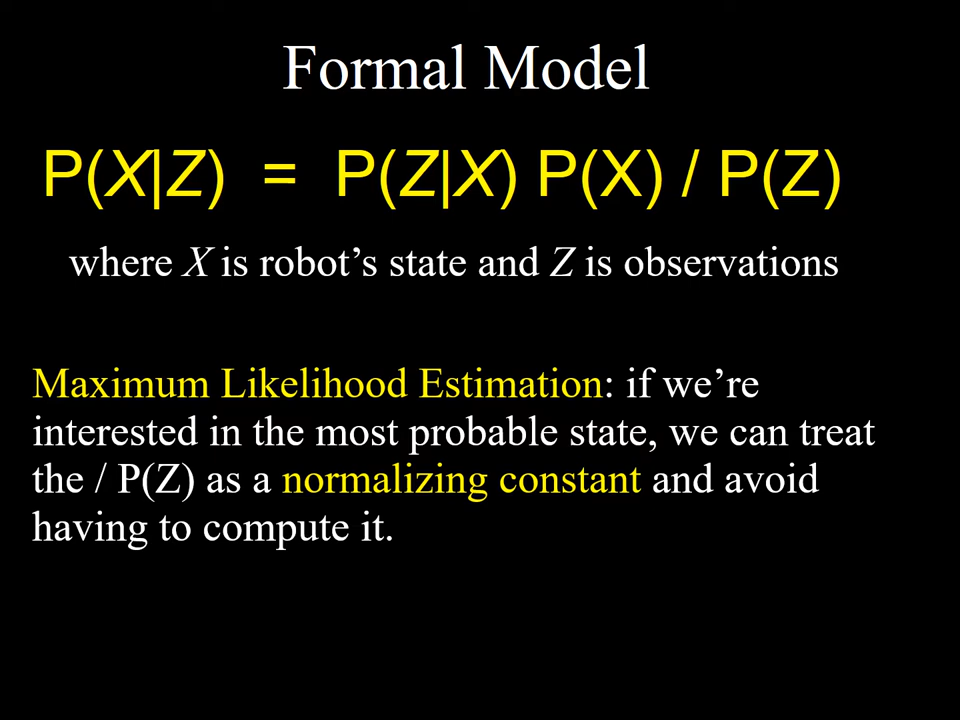 Formal Model
P(X|Z) = P(Z|X) P(X) / P(Z)
where X is robot’s state and Z is observations
Maximum Likelihood Estimation: if we’re
interested in the most probable state, we can treat
the / P(Z) as a normalizing constant and avoid
having to compute it.